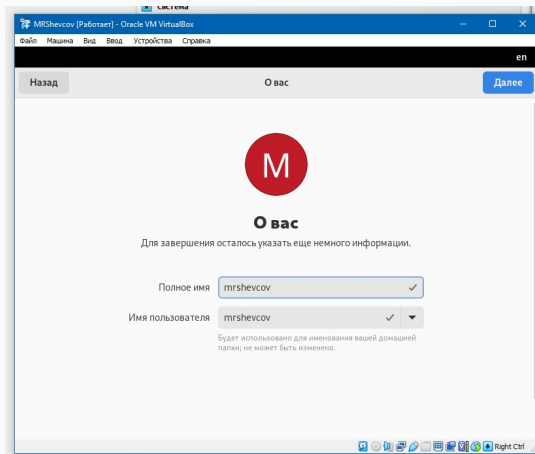 система
MRShevcov [Работает] - Oracle VM VirtualBox
Файл Машина Вид Ввод Устройства Справка
en
Назад О вас Далее
M
О вас
Для завершения осталось указать еще немного информации.
Полное имя mrshevcov
Имя пользователя mrshevcov
Будет использовано для именования вашей домашней
папки; не может быть изменено.
Right Ctrl